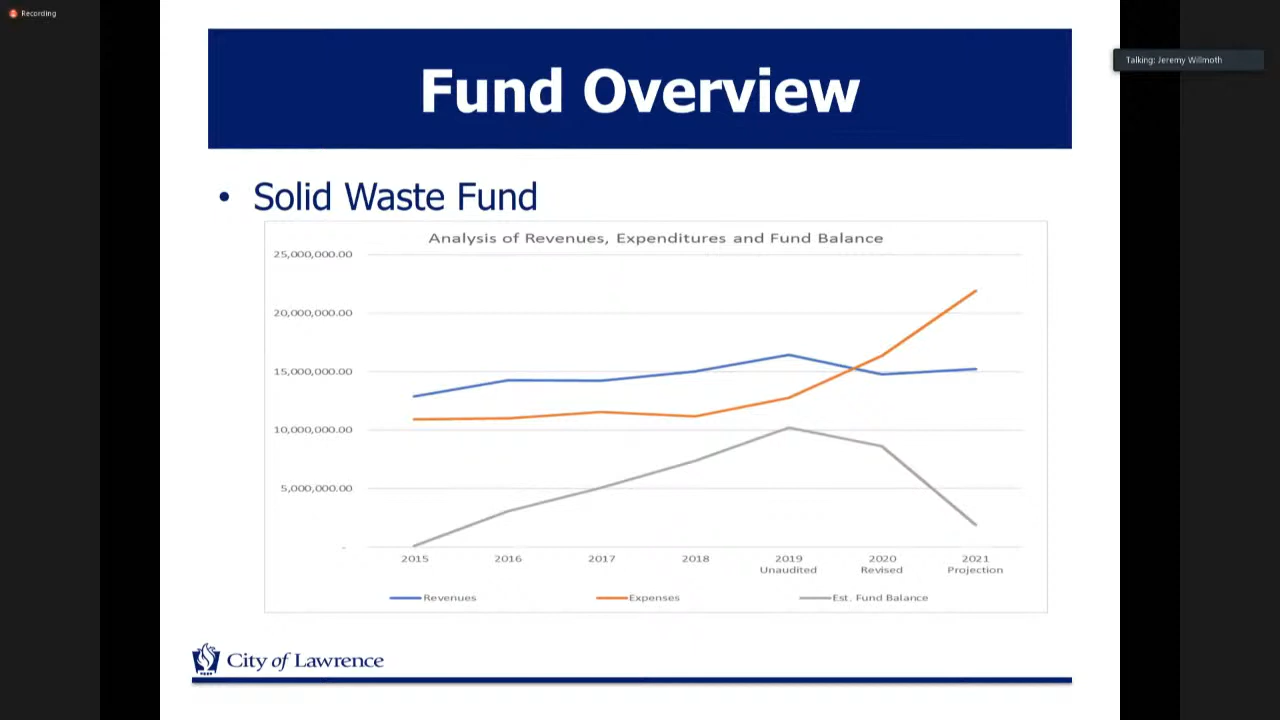 Recording
Talking: Jeremy Willmoth
Fund Overview
• Solid Waste Fund
Analysis of Revenues, Expenditures and Fund Balance
25,000,000.00
20,000,000.00
15,000,000.00
10,000,000.00
5,000,000.00
-
2015 2016 2017 2018 2019 2020 2021
Unaudited Revised Projection
Revenues Expenses Est. Fund Balance
City of Lawrence